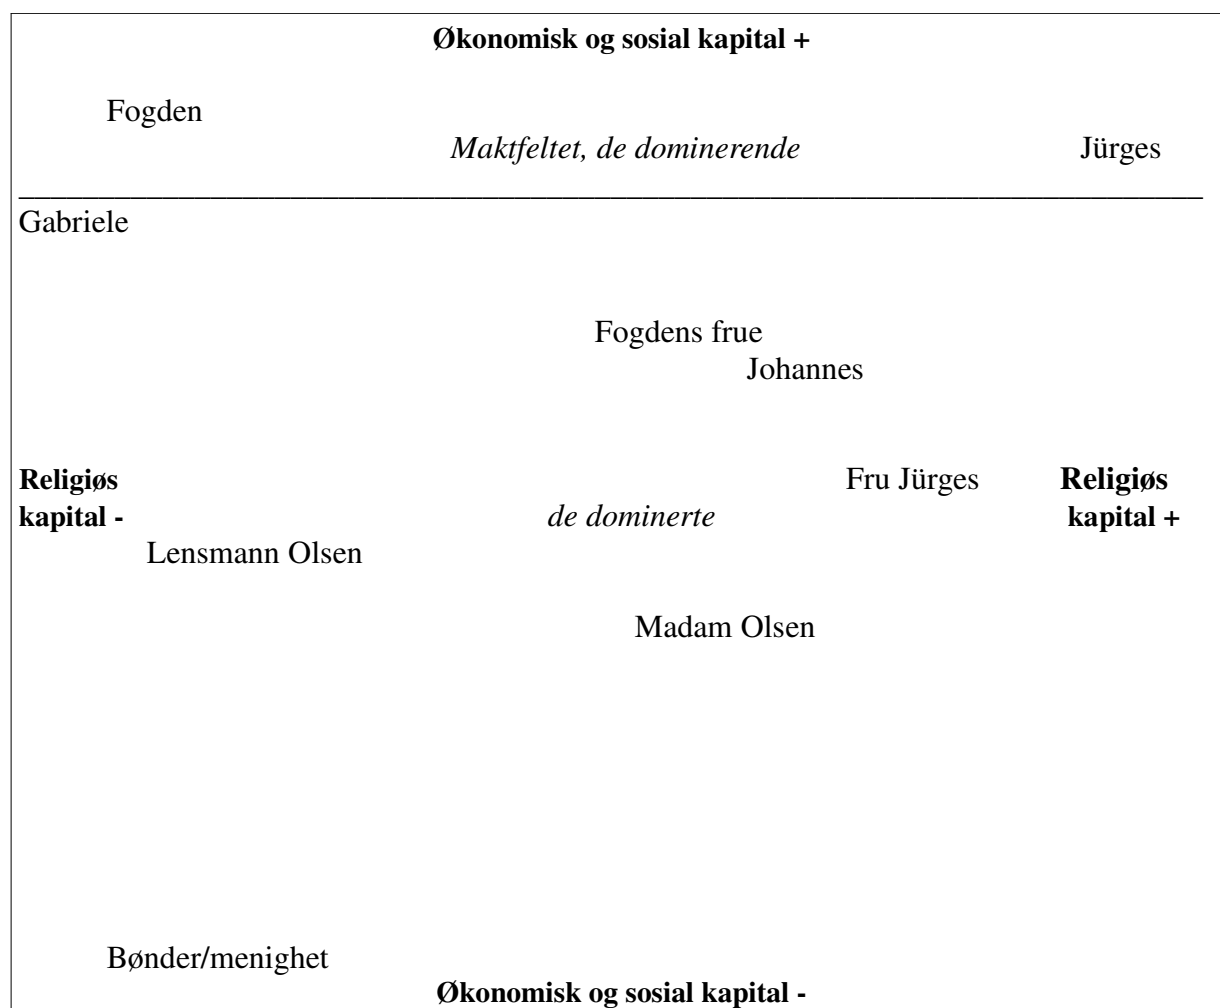 Økonomisk og sosial kapital +
Fogden
Maktfeltet, de dominerende Jürges
Gabriele
Fogdens frue
Johannes
Religiøs Fru Jürges Religiøs
kapital - de dominerte kapital +
Lensmann Olsen
Madam Olsen
Bønder/menighet
Økonomisk og sosial kapital -